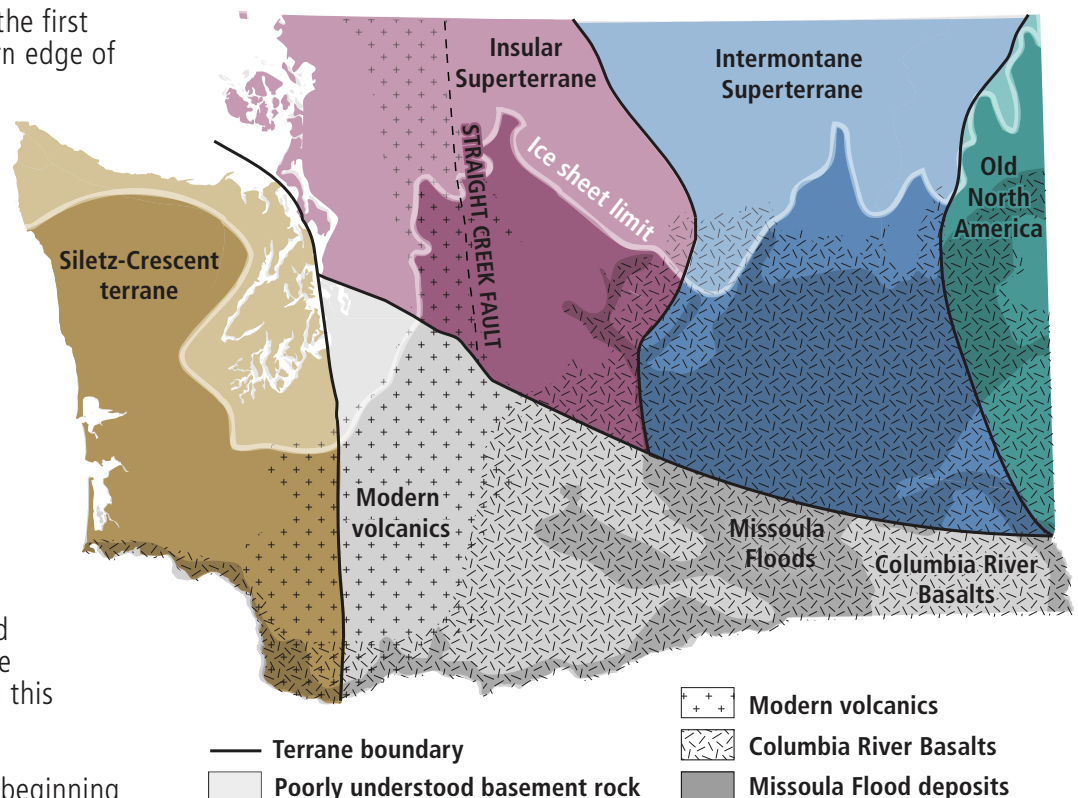 the first
rn edge of
Insular
Superterrane
Intermontane
Superterrane
STRAIGHT CREEK FAULT
Ice sheet limit
Old
North
America
Siletz-Crescent
terrane
Modern
volcanics
Missoula
Floods
Columbia River
Basalts
d
e
this
beginning
Terrane boundary
Poorly understood basement rock
Modern volcanics
Columbia River Basalts
Missoula Flood deposits